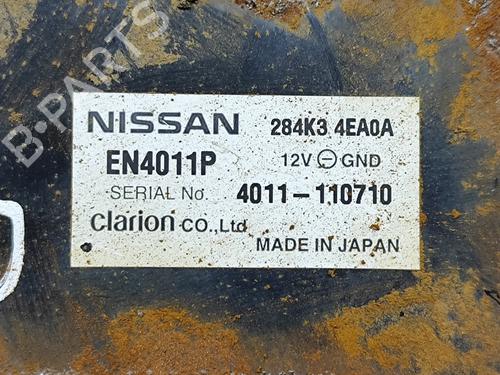 B-PARTS
NISSAN 284K3 4EA0A
EN4011P 12V ⊖ GND
SERIAL No. 4011-110710
clarion CO., Ltd
MADE IN JAPAN